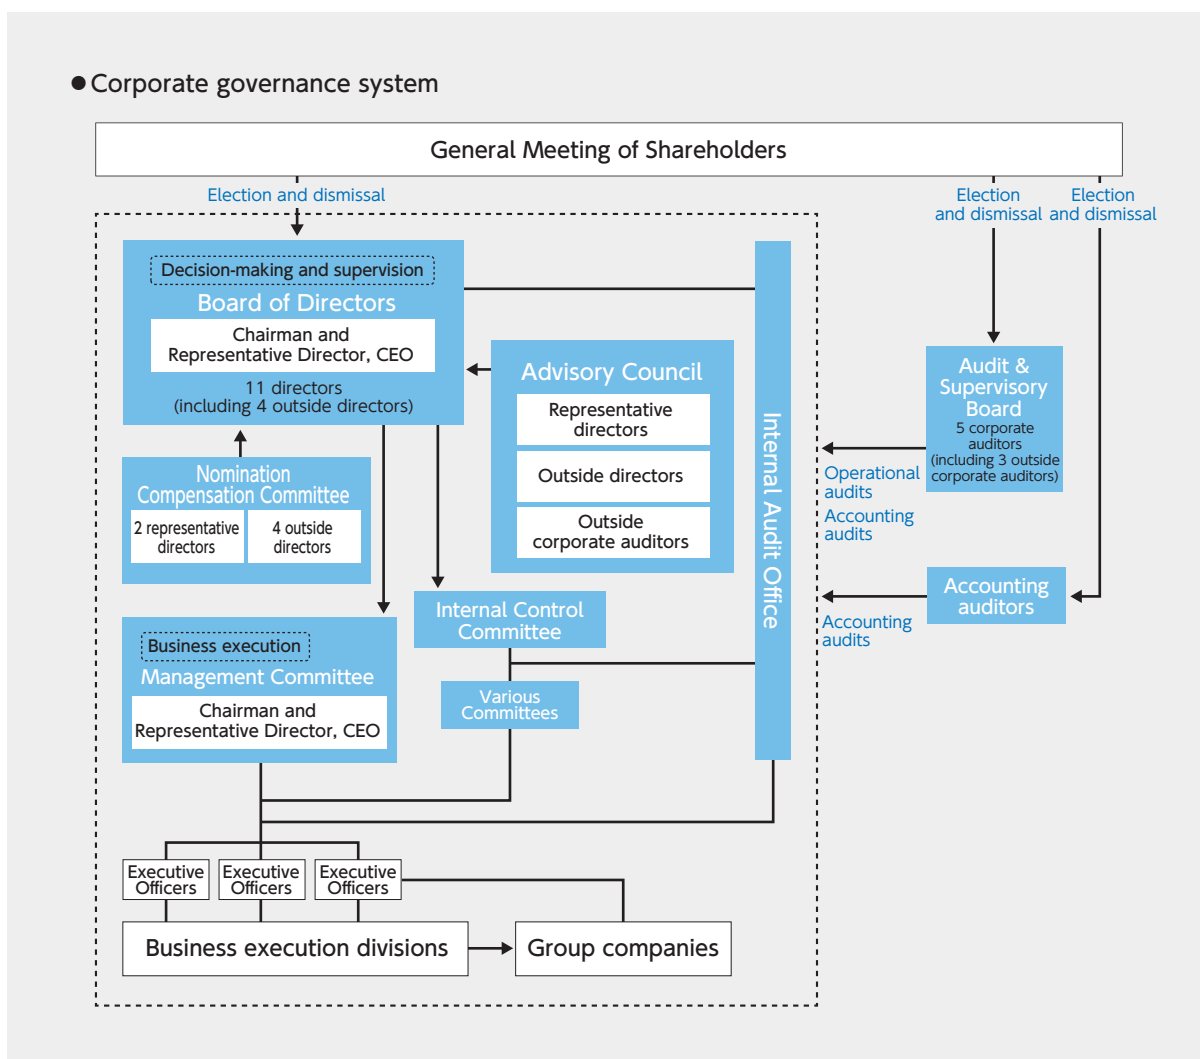 ●Corporate governance system
General Meeting of Shareholders
Election and dismissal
Election
and dismissal
Election
and dismissal
Decision-making and supervision
Board of Directors
Chairman and
Representative Director, CEO
11 directors
(including 4 outside directors)
Advisory Council
Representative
directors
Outside directors
Outside
corporate auditors
Internal Audit Office
Audit &
Supervisory
Board
5 corporate
auditors
(including 3 outside
corporate auditors)
Operational
audits
Accounting
audits
Nomination
Compensation Committee
2 representative
directors
4 outside
directors
Internal Control
Committee
Accounting
auditors
Accounting
audits
Business execution
Management Committee
Chairman and
Representative Director, CEO
Various
Committees
Executive
Officers
Executive
Officers
Executive
Officers
Business execution divisions
Group companies